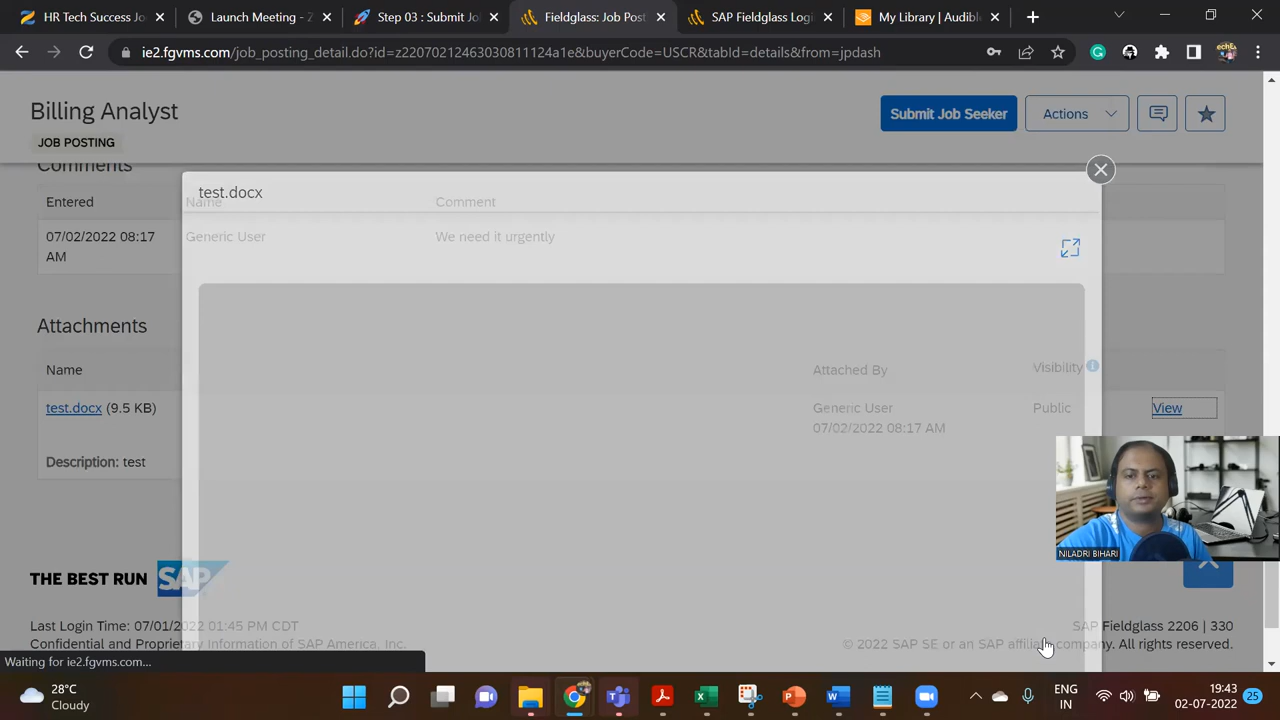 HR Tech Success Jo
Launch Meeting - Z
Step 03 : Submit Jo
Fieldglass: Job Post
SAP Fieldglass Logi
My Library | Audibl
ie2.fgvms.com/job_posting_detail.do?id=z22070212463030811124a1e&buyerCode=USCR&tabId=details&from=jpdash
Billing Analyst
JOB POSTING
Submit Job Seeker
Actions
Comments
test.docx
Entered
Name
Comment
07/02/2022 08:17
AM
Generic User
We need it urgently
Attachments
Name
Attached By
Visibility
test.docx (9.5 KB)
Generic User
07/02/2022 08:17 AM
Public
View
Description: test
NILADRI BIHARI
THE BEST RUN SAP
Last Login Time: 07/01/2022 01:45 PM CDT
SAP Fieldglass 2206 | 330
Confidential and Proprietary Information of SAP America, Inc.
© 2022 SAP SE or an SAP affiliate company. All rights reserved.
Waiting for ie2.fgvms.com...
28°C
Cloudy
ENG
IN
19:43
02-07-2022
25